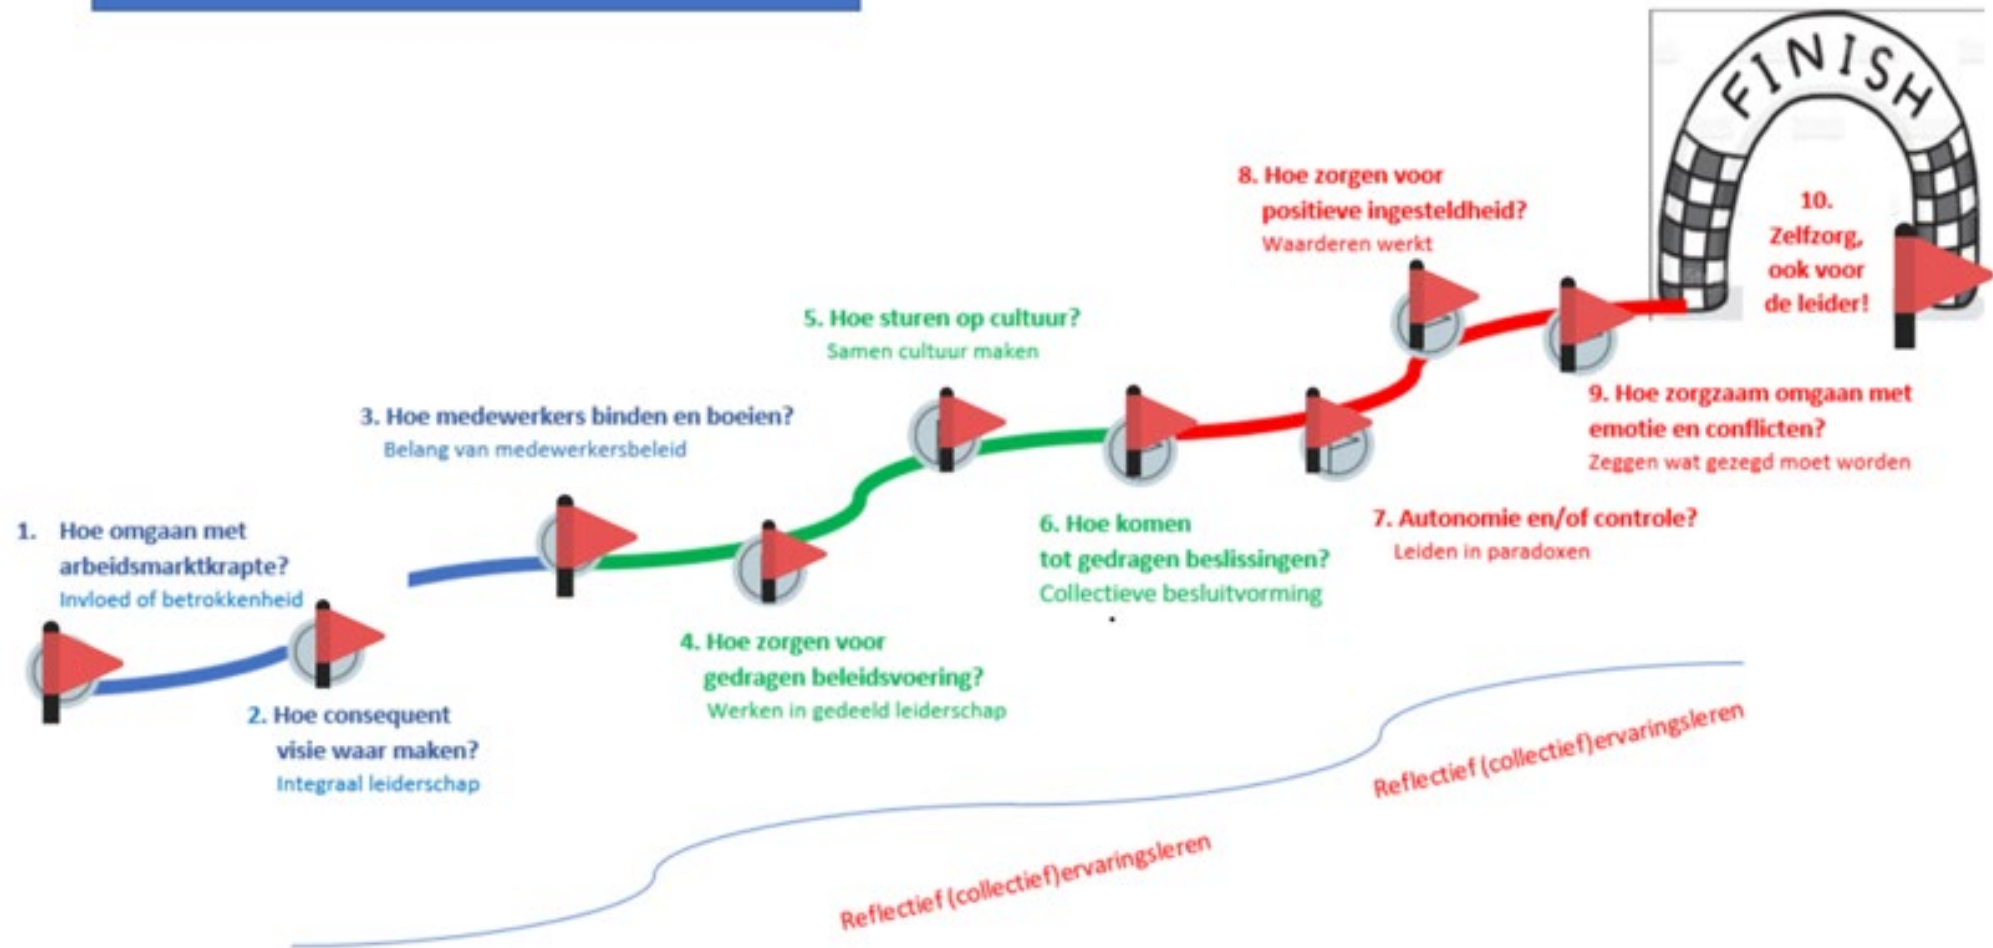 FINISH
1. Hoe omgaan met
arbeidsmarktkrapte?
Invloed of betrokkenheid
2. Hoe consequent
visie waar maken?
Integraal leiderschap
3. Hoe medewerkers binden en boeien?
Belang van medewerkersbeleid
4. Hoe zorgen voor
gedragen beleidsvoering?
Werken in gedeeld leiderschap
5. Hoe sturen op cultuur?
Samen cultuur maken
6. Hoe komen
tot gedragen beslissingen?
Collectieve besluitvorming
7. Autonomie en/of controle?
Leiden in paradoxen
8. Hoe zorgen voor
positieve ingesteldheid?
Waarderen werkt
9. Hoe zorgzaam omgaan met
emotie en conflicten?
Zeggen wat gezegd moet worden
10.
Zelfzorg,
ook voor
de leider!
Reflectief (collectief)ervaringsleren
Reflectief (collectief)ervaringsleren